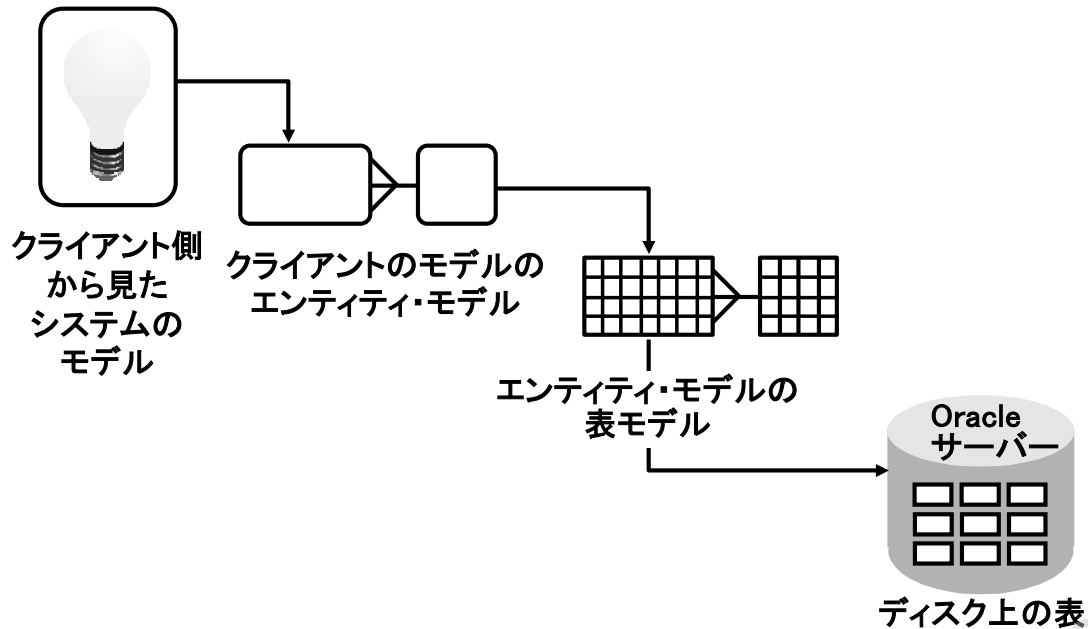 クライアント側
から見た
システムの
モデル
クライアントのモデルの
エンティティ・モデル
エンティティ・モデルの
表モデル
Oracle
サーバー
ディスク上の表